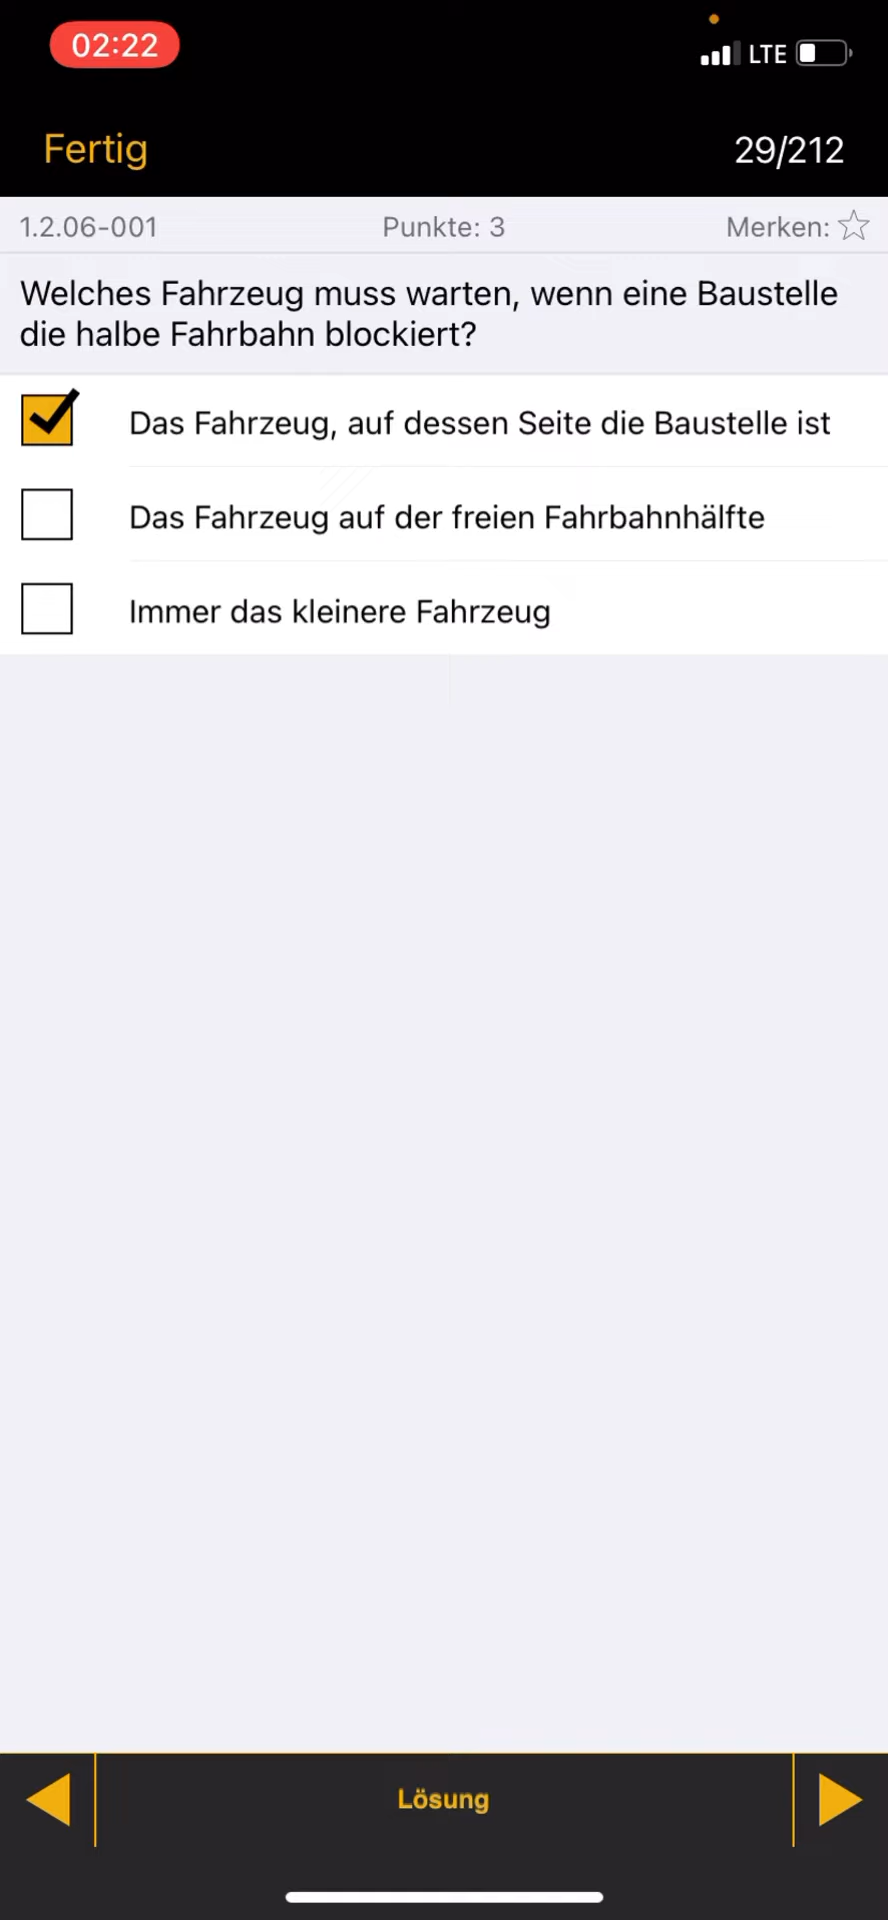 02:22
LTE
Fertig
29/212
1.2.06-001
Punkte: 3
Merken:
Welches Fahrzeug muss warten, wenn eine Baustelle
die halbe Fahrbahn blockiert?
Das Fahrzeug, auf dessen Seite die Baustelle ist
Das Fahrzeug auf der freien Fahrbahnhälfte
Immer das kleinere Fahrzeug
Lösung